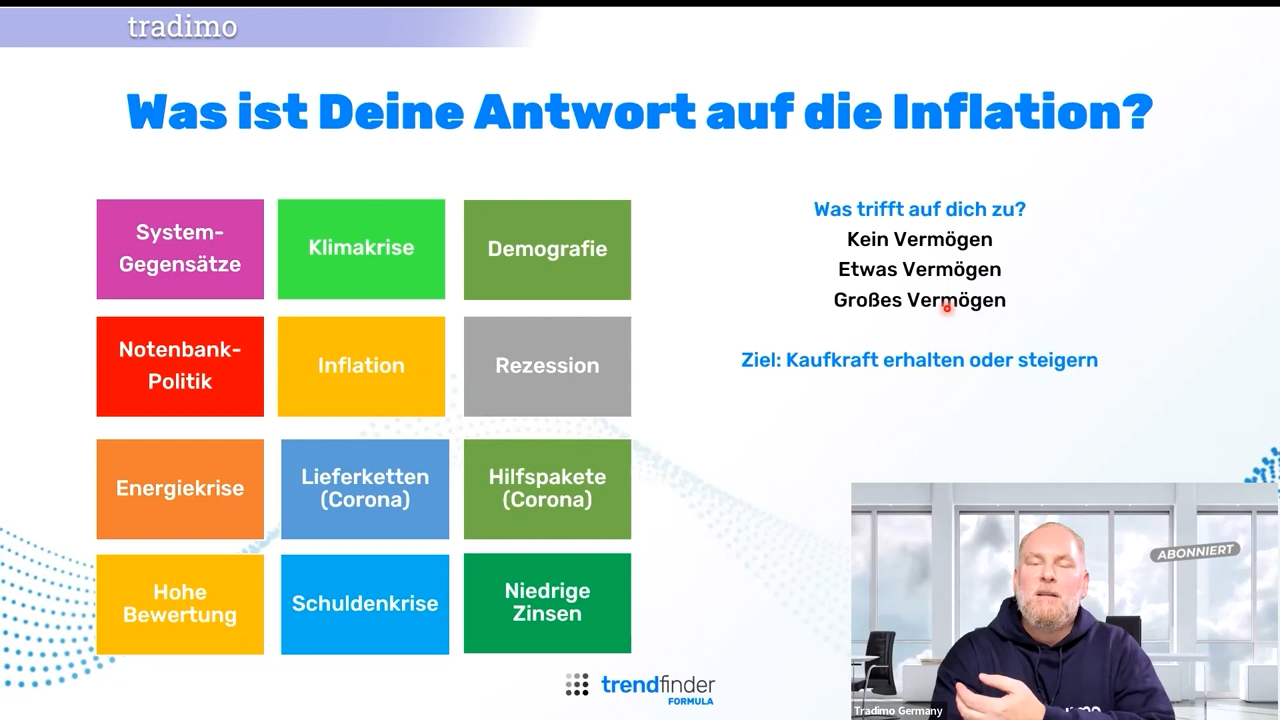 tradimo
Was ist Deine Antwort auf die Inflation?
System-
Gegensätze
Klimakrise
Demografie
Notenbank-
Politik
Inflation
Rezession
Energiekrise
Lieferketten
(Corona)
Hilfspakete
(Corona)
Hohe
Bewertung
Schuldenkrise
Niedrige
Zinsen
Was trifft auf dich zu?
Kein Vermögen
Etwas Vermögen
Großes Vermögen
Ziel: Kaufkraft erhalten oder steigern
ABONNIERT
Tradimo Germany
trendfinder
FORMULA